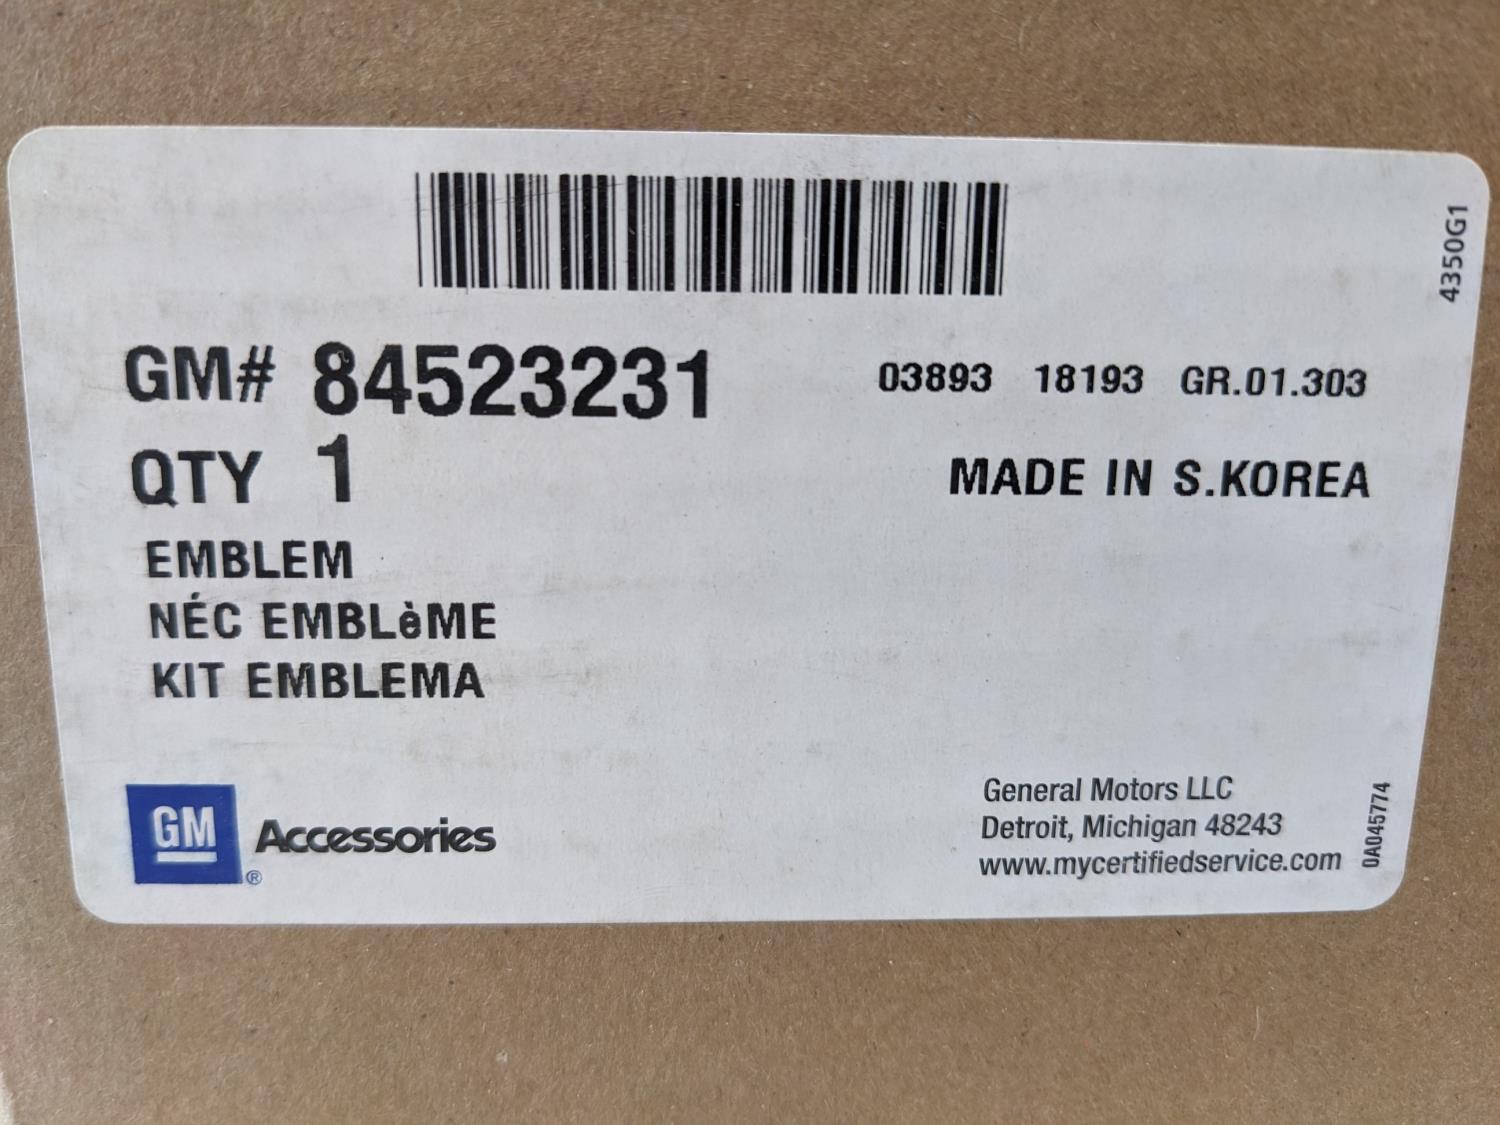 4350G1
GM# 84523231 03893 18193 GR.01.303
QTY 1 MADE IN S.KOREA
EMBLEM
NÉC EMBLèME
KIT EMBLEMA
GM ® Accessories
General Motors LLC
Detroit, Michigan 48243
www.mycertifiedservice.com
0A045774